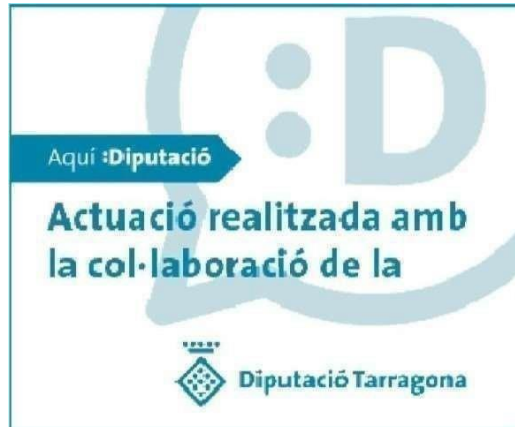 :D
Aquí :Diputació
Actuació realitzada amb
la col·laboració de la
Diputació Tarragona